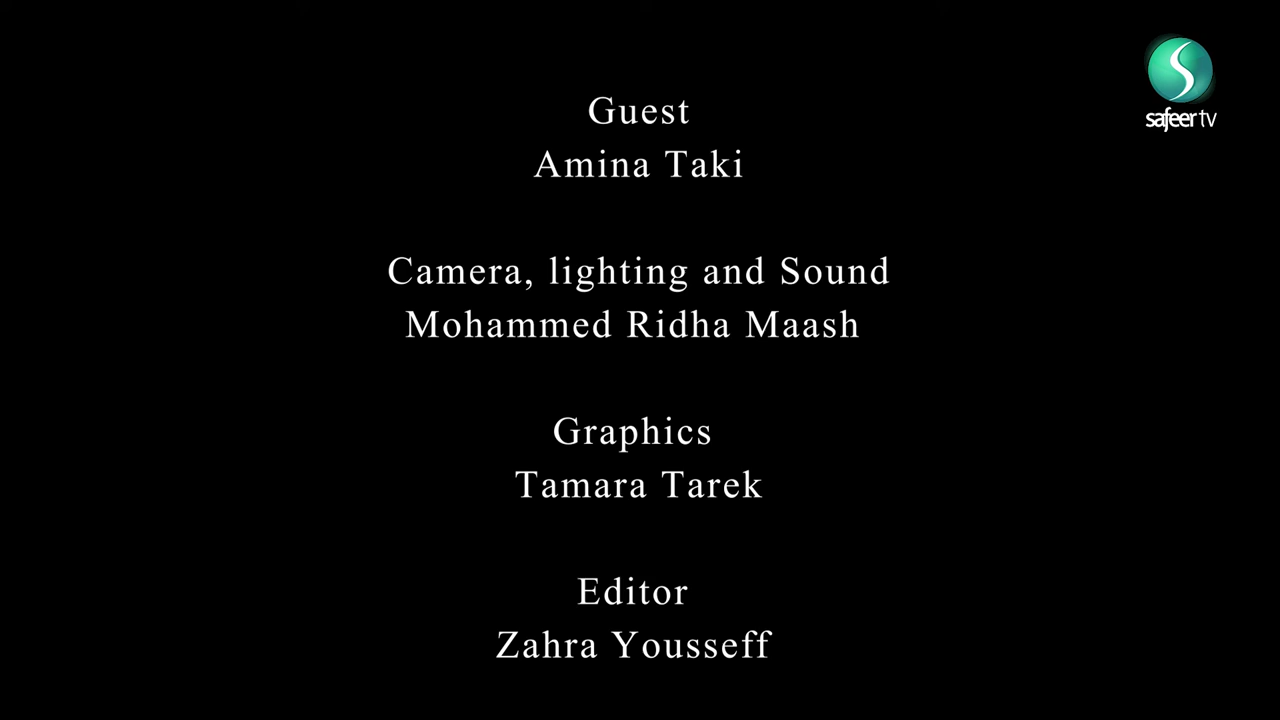 safeer tv
Guest
Amina Taki
Camera, lighting and Sound
Mohammed Ridha Maash
Graphics
Tamara Tarek
Editor
Zahra Yousseff